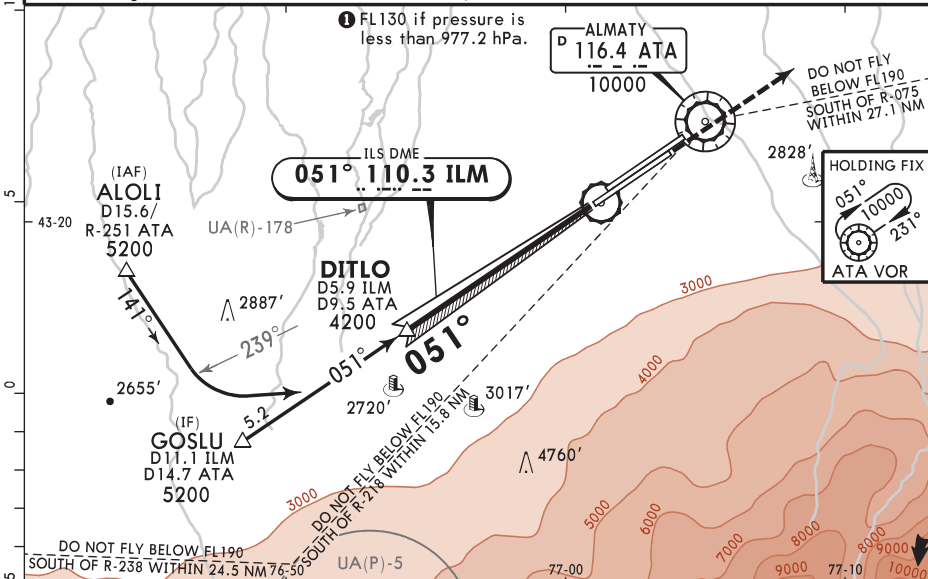 ❶ FL130 if pressure is
less than 977.2 hPa.
ALMATY
D 116.4 ATA
10000
DO NOT FLY
BELOW FL190
SOUTH OF R-075
WITHIN 27.1 NM
2828'
HOLDING FIX
051°
10000
231°
ATA VOR
ILS DME
051° 110.3 ILM
(IAF)
ALOLI
D15.6/
R-251 ATA
5200
5
43-20
UA(R)-178
DITLO
D5.9 ILM
D9.5 ATA
4200
141°
2887'
239°
051°
051°
3000
4000
0
2655'
2720'
3017'
5.2
(IF)
GOSLU
D11.1 ILM
D14.7 ATA
5200
DO NOT FLY BELOW FL190
SOUTH OF R-218 WITHIN 15.8 NM
4760'
3000
5000
6000
7000
8000
8000
9000
9000
10000
DO NOT FLY BELOW FL190
SOUTH OF R-238 WITHIN 24.5 NM
76-50
UA(P)-5
77-00
77-10
5